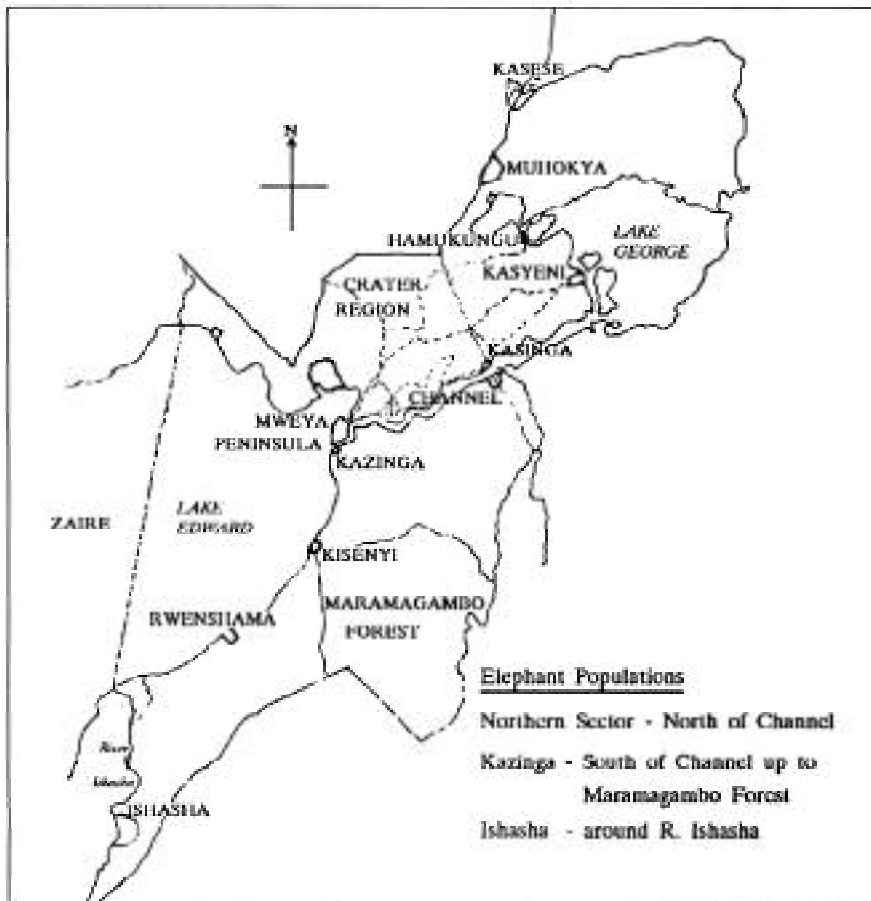 KASESE
N
MUHOKYA
HAMUKUNGU
LAKE
GEORGE
KASYENI
CRATER
REGION
KASINGA
CHANNEL
MWEYA
PENINSULA
KAZINGA
ZAIRE
LAKE
EDWARD
KISENYI
MARAMAGAMBO
FOREST
RWENSHAMA
River
Ishasha
ISHASHA
Elephant Populations
Northern Sector - North of Channel
Kazinga - South of Channel up to
Maramagambo Forest
Ishasha - around R. Ishasha